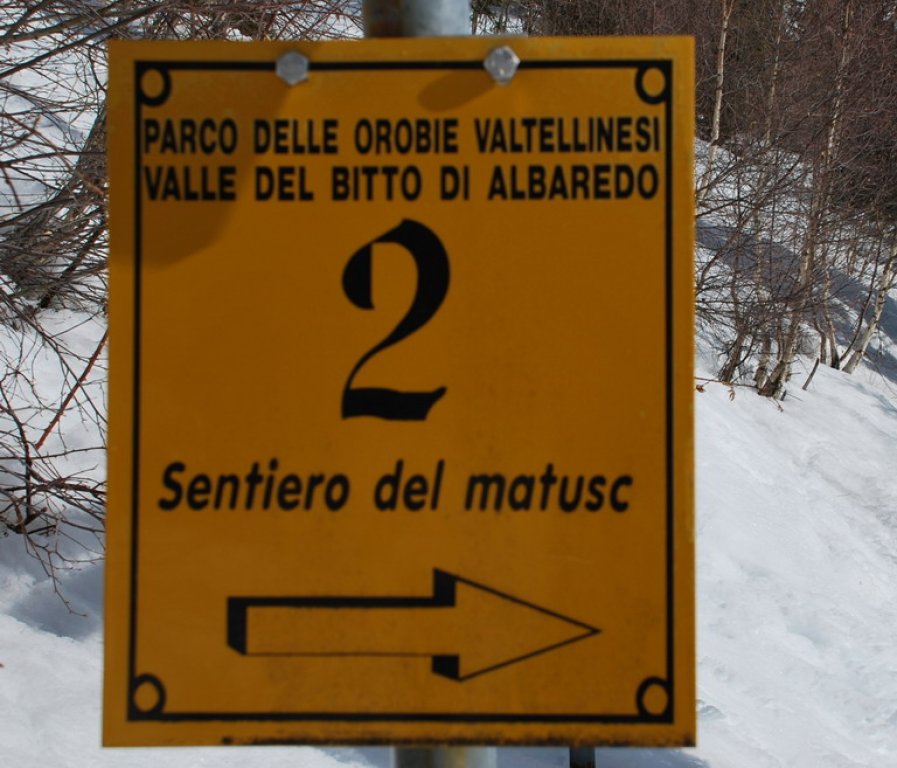 PARCO DELLE OROBIE VALTELLINESI
VALLE DEL BITTO DI ALBAREDO
2
Sentiero del matusc